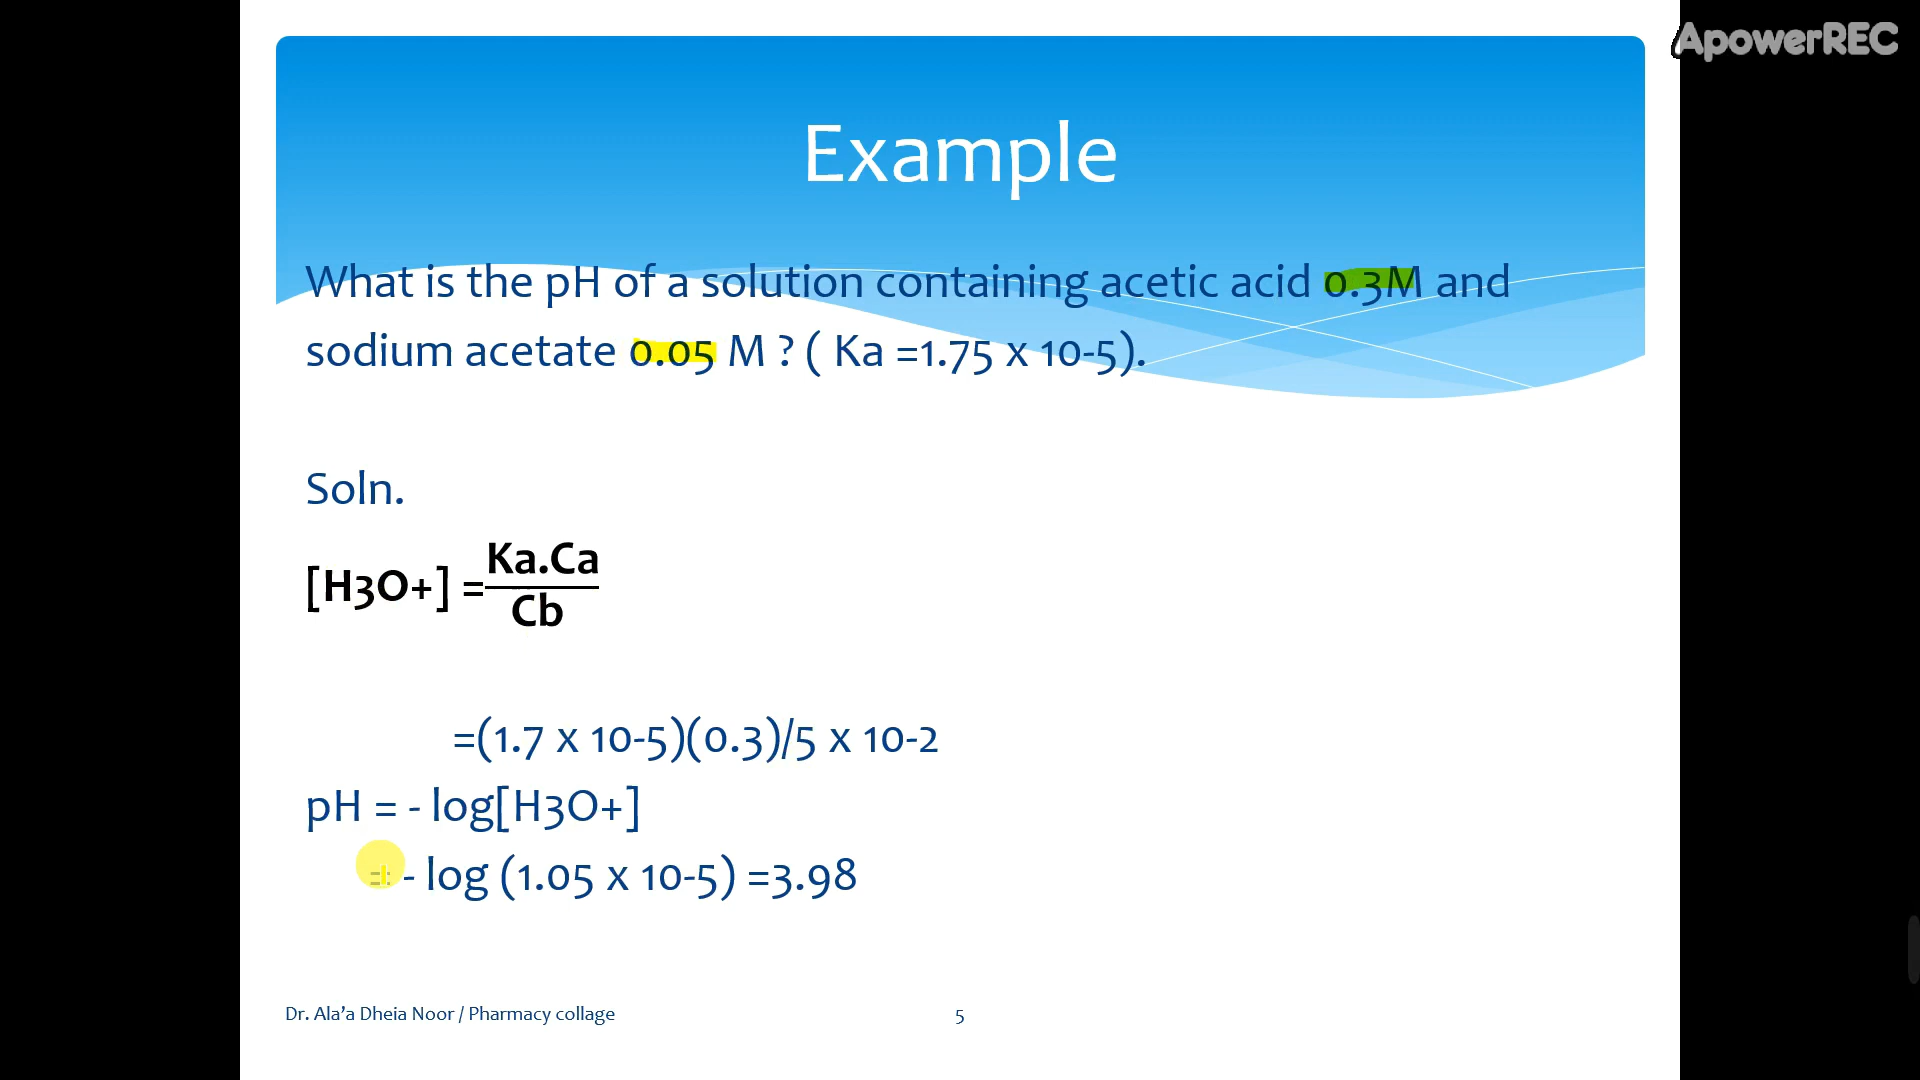 ApowerREC
Example
What is the pH of a solution containing acetic acid 0.3M and
sodium acetate 0.05 M ? ( Ka =1.75 x 10-5).
Soln.
[H3O+] = Ka.Ca
Cb
=(1.7 x 10-5)(0.3)/5 x 10-2
pH = - log[H3O+]
= - log (1.05 x 10-5) =3.98
Dr. Ala’a Dheia Noor / Pharmacy collage 5